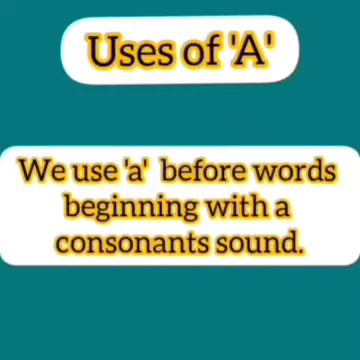 Uses of 'A'
We use 'a' before words
beginning with a
consonants sound.